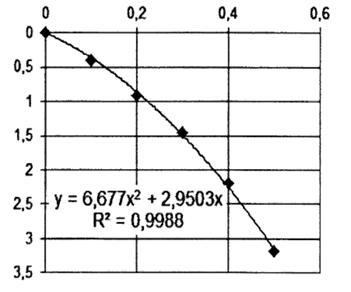 0 0,2 0,4 0,6
0
0,5
1
1,5
2
2,5
3
3,5
y = 6,677x² + 2,9503x
R² = 0,9988